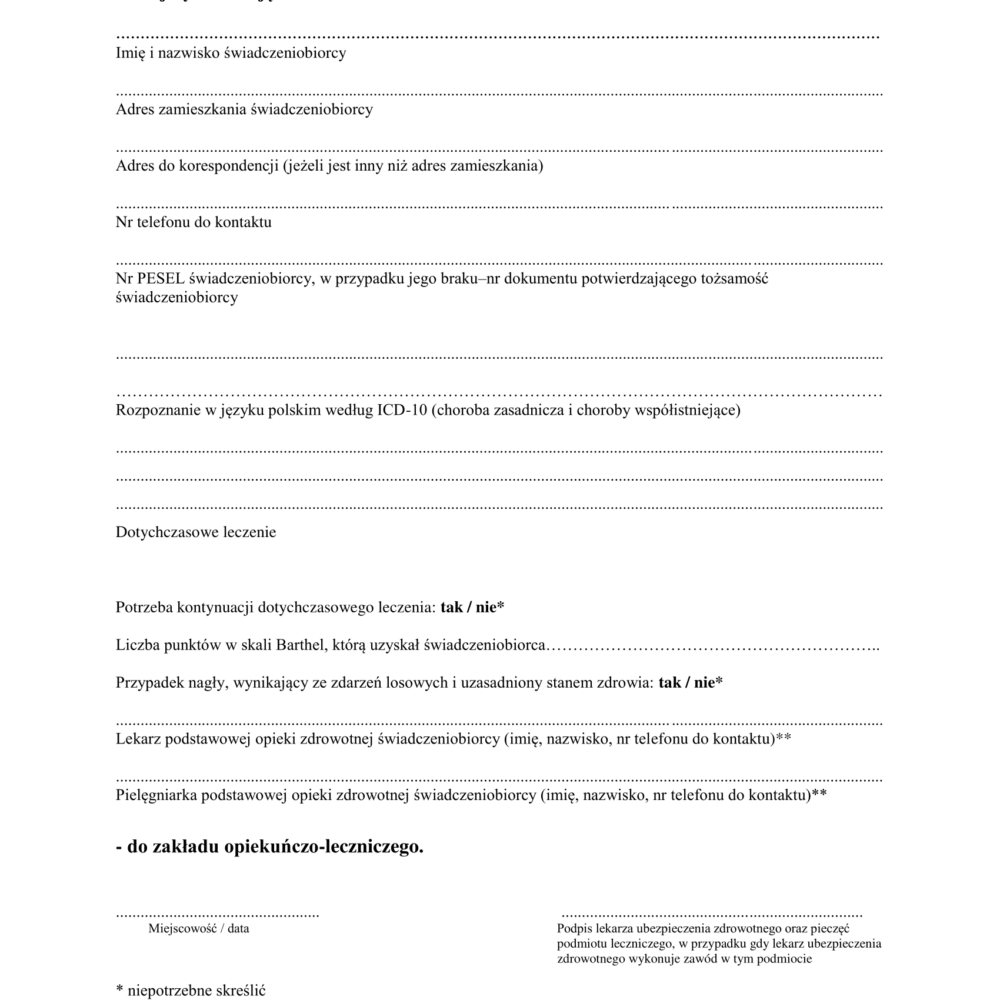 Imię i nazwisko świadczeniobiorcy
Adres zamieszkania świadczeniobiorcy
Adres do korespondencji (jeżeli jest inny niż adres zamieszkania)
Nr telefonu do kontaktu
Nr PESEL świadczeniobiorcy, w przypadku jego braku–nr dokumentu potwierdzającego tożsamość
świadczeniobiorcy
Rozpoznanie w języku polskim według ICD-10 (choroba zasadnicza i choroby współistniejące)
Dotychczasowe leczenie
Potrzeba kontynuacji dotychczasowego leczenia: tak / nie*
Liczba punktów w skali Barthel, którą uzyskał świadczeniobiorca…………………………………………………..
Przypadek nagły, wynikający ze zdarzeń losowych i uzasadniony stanem zdrowia: tak / nie*
Lekarz podstawowej opieki zdrowotnej świadczeniobiorcy (imię, nazwisko, nr telefonu do kontaktu)**
Pielęgniarka podstawowej opieki zdrowotnej świadczeniobiorcy (imię, nazwisko, nr telefonu do kontaktu)**
- do zakładu opiekuńczo-leczniczego.
Miejscowość / data
Podpis lekarza ubezpieczenia zdrowotnego oraz pieczęć
podmiotu leczniczego, w przypadku gdy lekarz ubezpieczenia
zdrowotnego wykonuje zawód w tym podmiocie
* niepotrzebne skreślić